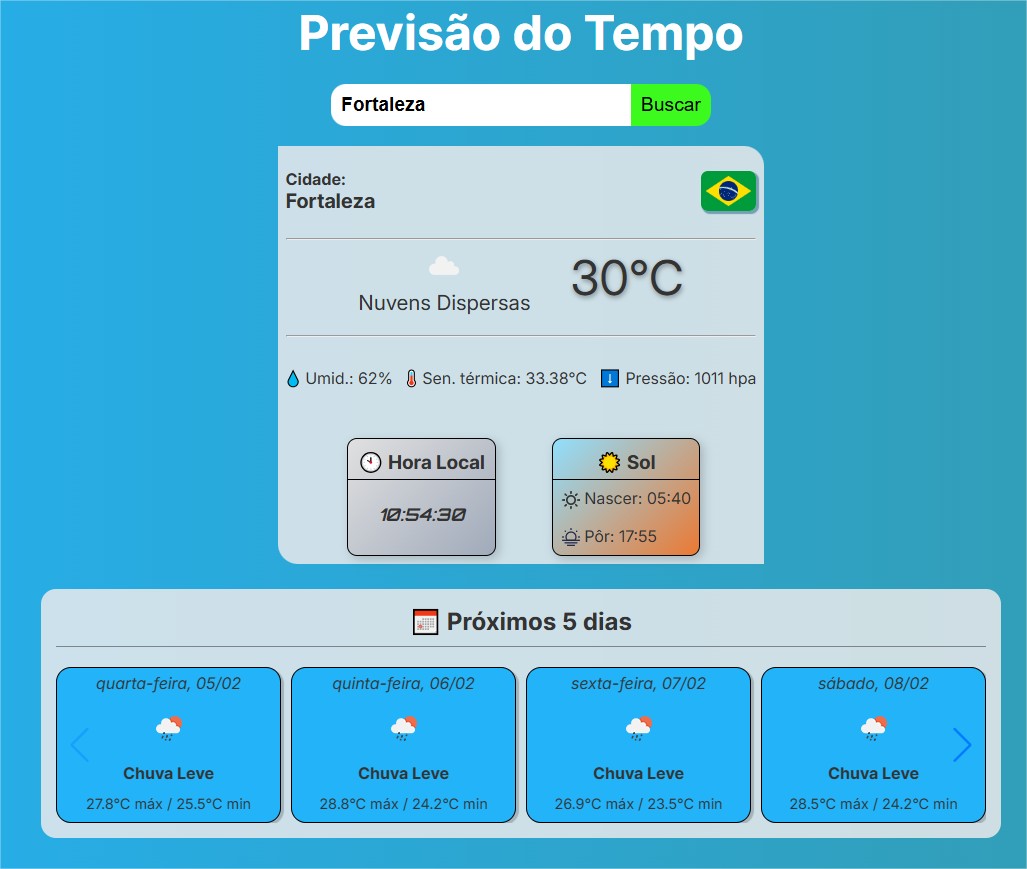 Previsão do Tempo
Fortaleza Buscar
Cidade:
Fortaleza
Nuvens Dispersas
30°C
Umid.: 62% Sen. térmica: 33.38°C Pressão: 1011 hpa
Hora Local
10:54:30
Sol
Nascer: 05:40
Pôr: 17:55
Próximos 5 dias
quarta-feira, 05/02
Chuva Leve
27.8°C máx / 25.5°C min
quinta-feira, 06/02
Chuva Leve
28.8°C máx / 24.2°C min
sexta-feira, 07/02
Chuva Leve
26.9°C máx / 23.5°C min
sábado, 08/02
Chuva Leve
28.5°C máx / 24.2°C min